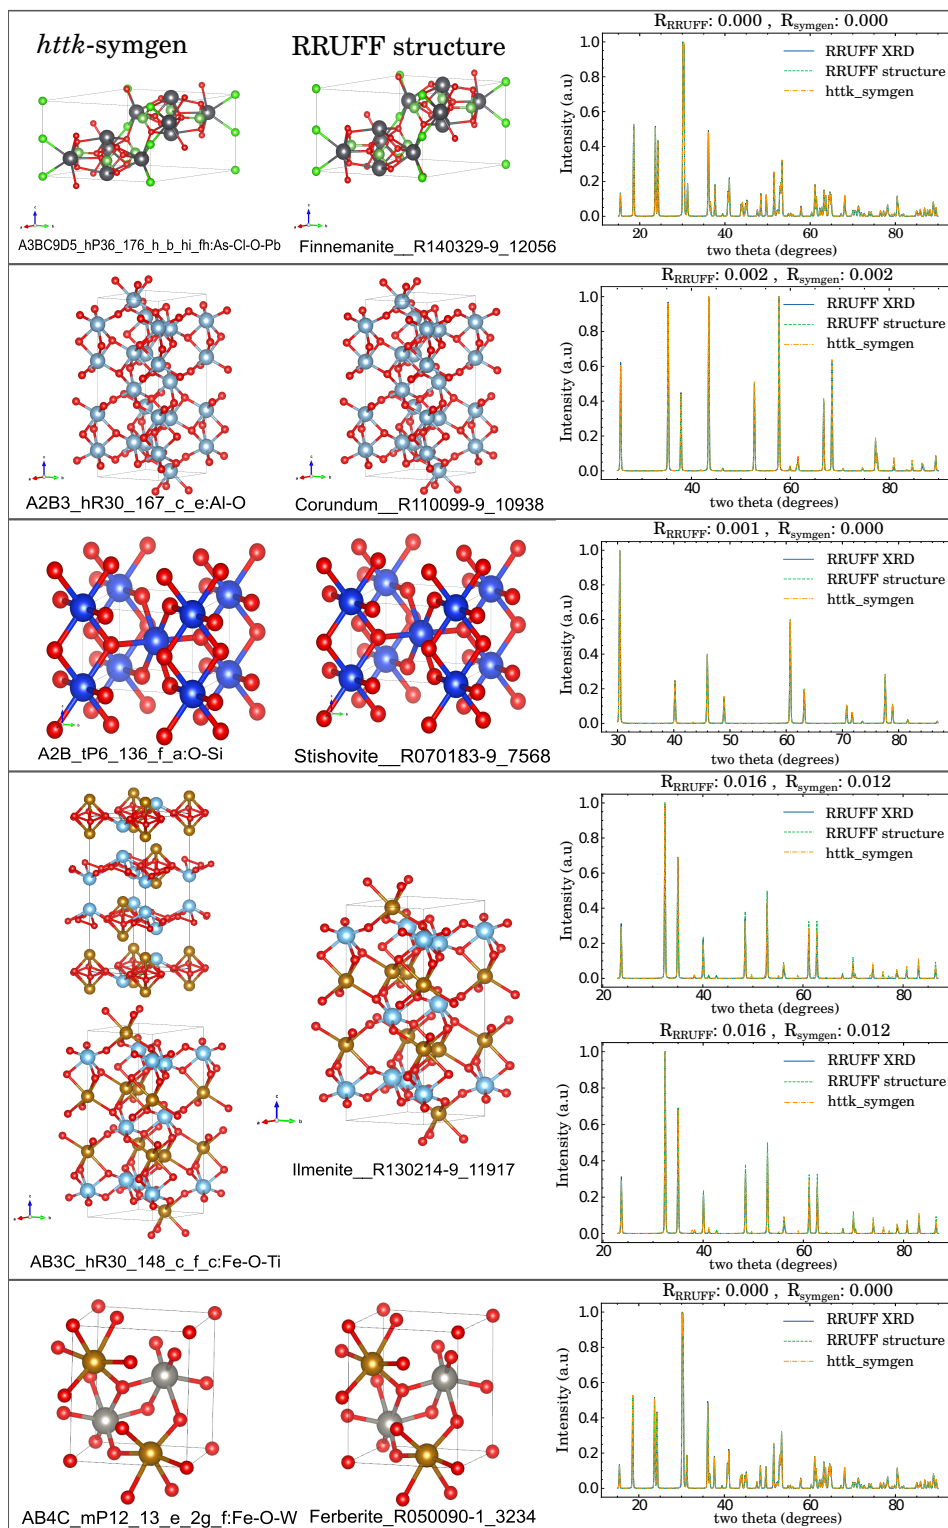 httk-symgen
RRUFF structure
R_RRUFF: 0.000 , R_symgen: 0.000
Intensity (a.u)
1.0
0.8
0.6
0.4
0.2
0.0
RRUFF XRD
RRUFF structure
httk_symgen
20 40 60 80
two theta (degrees)
A3BC9D5_hP36_176_h_b_hi_fh:As-Cl-O-Pb
Finnemanite__R140329-9_12056
R_RRUFF: 0.002 , R_symgen: 0.002
Intensity (a.u)
1.0
0.8
0.6
0.4
0.2
0.0
RRUFF XRD
RRUFF structure
httk_symgen
40 60 80
two theta (degrees)
A2B3_hR30_167_c_e:Al-O
Corundum__R110099-9_10938
R_RRUFF: 0.001 , R_symgen: 0.000
Intensity (a.u)
1.0
0.8
0.6
0.4
0.2
0.0
RRUFF XRD
RRUFF structure
httk_symgen
30 40 50 60 70 80
two theta (degrees)
A2B_tP6_136_f_a:O-Si
Stishovite__R070183-9_7568
R_RRUFF: 0.016 , R_symgen: 0.012
Intensity (a.u)
1.0
0.8
0.6
0.4
0.2
0.0
RRUFF XRD
RRUFF structure
httk_symgen
20 40 60 80
two theta (degrees)
R_RRUFF: 0.016 , R_symgen: 0.012
Intensity (a.u)
1.0
0.8
0.6
0.4
0.2
0.0
RRUFF XRD
RRUFF structure
httk_symgen
20 40 60 80
two theta (degrees)
Ilmenite__R130214-9_11917
AB3C_hR30_148_c_f_c:Fe-O-Ti
R_RRUFF: 0.000 , R_symgen: 0.000
Intensity (a.u)
1.0
0.8
0.6
0.4
0.2
0.0
RRUFF XRD
RRUFF structure
httk_symgen
20 40 60 80
two theta (degrees)
AB4C_mP12_13_e_2g_f:Fe-O-W
Ferberite_R050090-1_3234